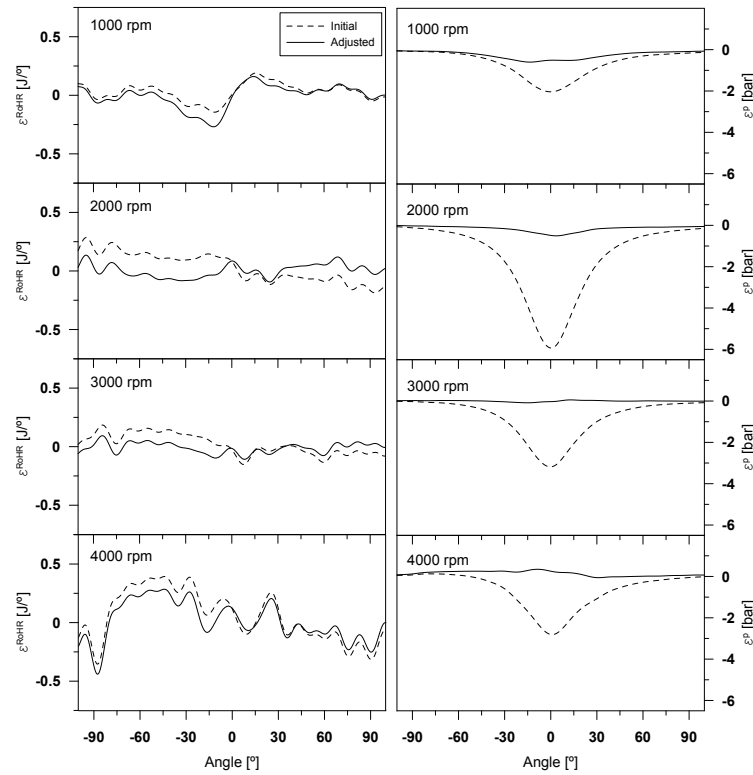 1000 rpm
Initial
Adjusted
0.5
0
-0.5
ε^RoHR [J/º]
1000 rpm
0
-2
-4
-6
ε^p [bar]
2000 rpm
0.5
0
-0.5
ε^RoHR [J/º]
2000 rpm
0
-2
-4
-6
ε^p [bar]
3000 rpm
0.5
0
-0.5
ε^RoHR [J/º]
3000 rpm
0
-2
-4
-6
ε^p [bar]
4000 rpm
0.5
0
-0.5
ε^RoHR [J/º]
4000 rpm
0
-2
-4
-6
ε^p [bar]
-90 -60 -30 0 30 60 90
Angle [º]
-90 -60 -30 0 30 60 90
Angle [º]